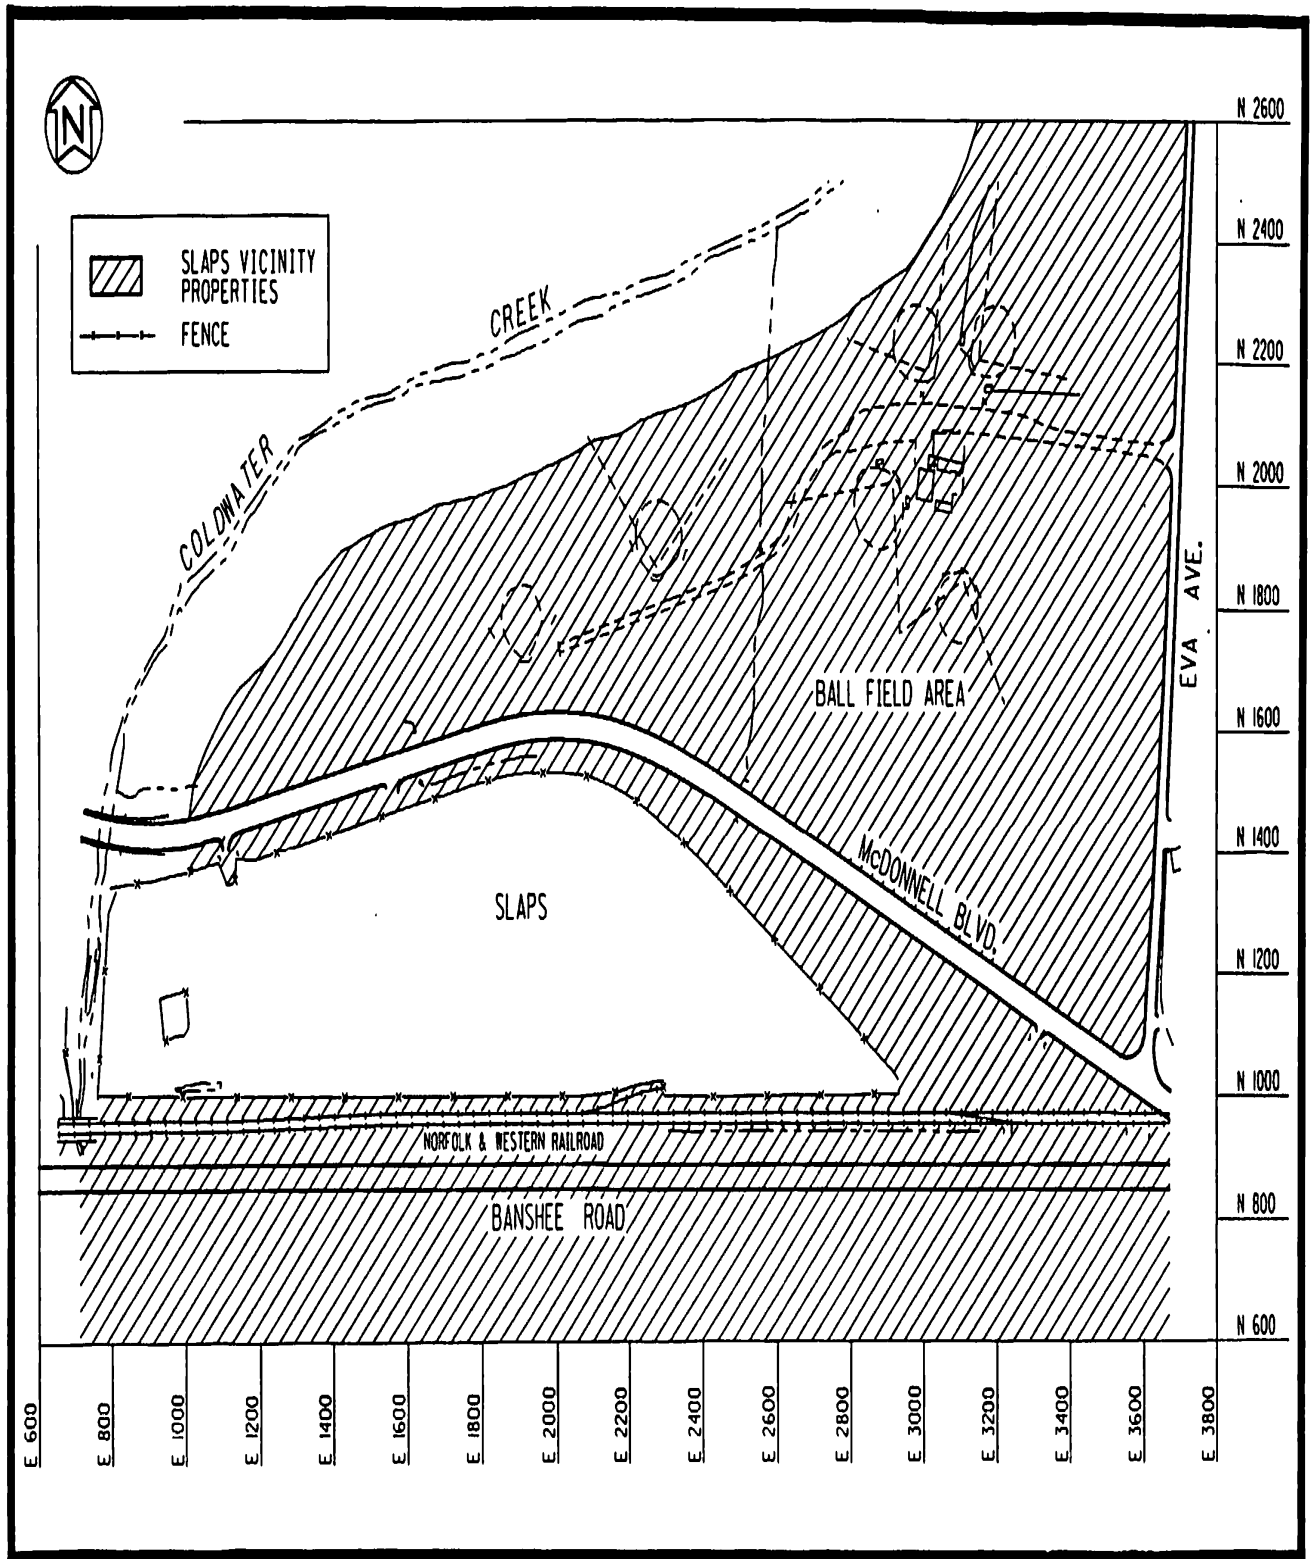 N
N 2600
N 2400
N 2200
N 2000
N 1800
N 1600
N 1400
N 1200
N 1000
N 800
N 600
SLAPS VICINITY
PROPERTIES
FENCE
COLDWATER
CREEK
EVA AVE.
BALL FIELD AREA
McDONNELL BLVD.
SLAPS
NORFOLK & WESTERN RAILROAD
BANSHEE ROAD
E 600
E 800
E 1000
E 1200
E 1400
E 1600
E 1800
E 2000
E 2200
E 2400
E 2600
E 2800
E 3000
E 3200
E 3400
E 3600
E 3800